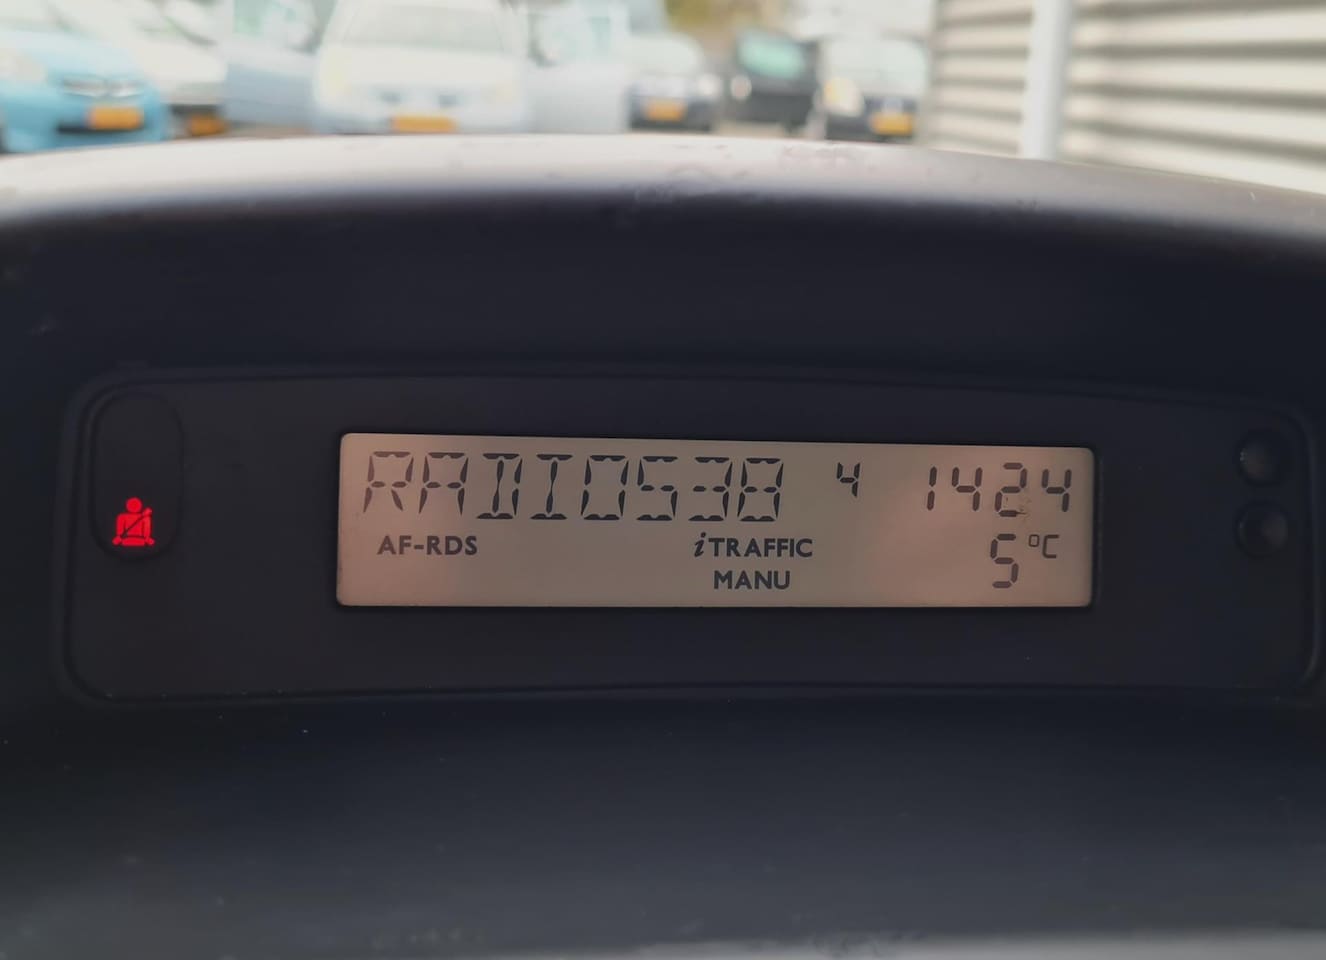 RADIO538 4 1424
AF-RDS iTRAFFIC 5°C
MANU